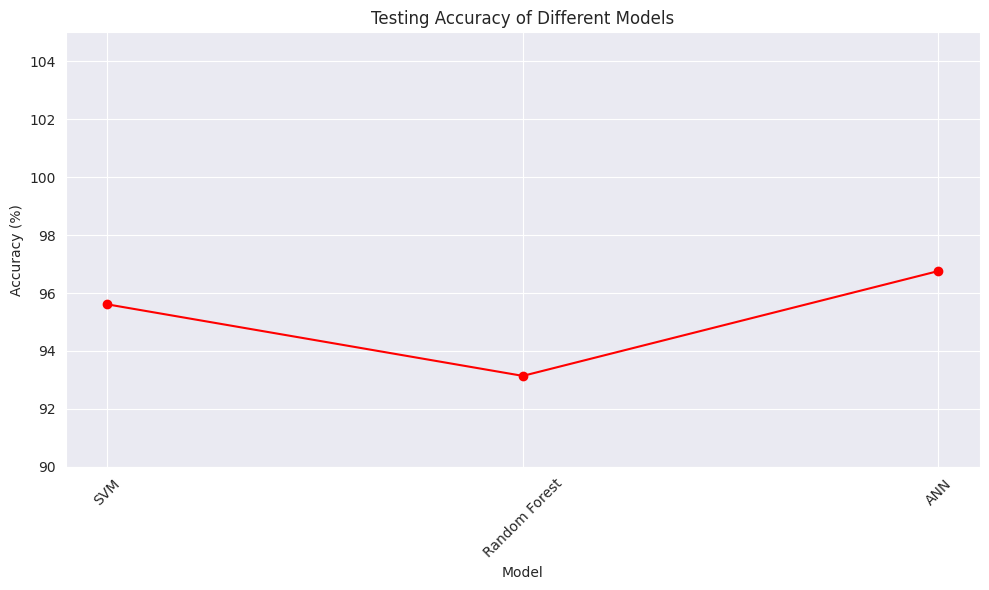 Testing Accuracy of Different Models
104
102
100
98
96
94
92
90
Accuracy (%)
SVM
Random Forest
ANN
Model